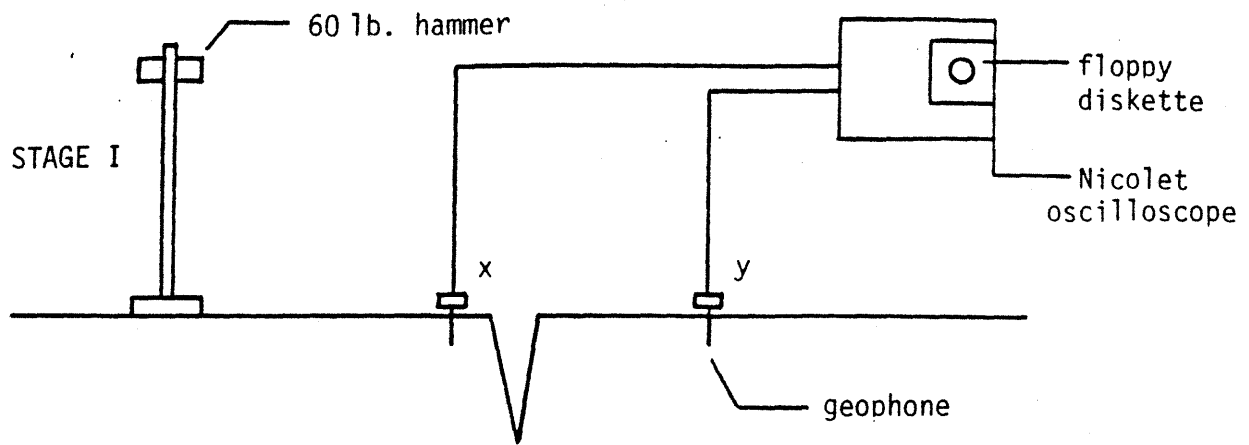 60 lb. hammer
floppy
diskette
STAGE I
Nicolet
oscilloscope
x
y
geophone